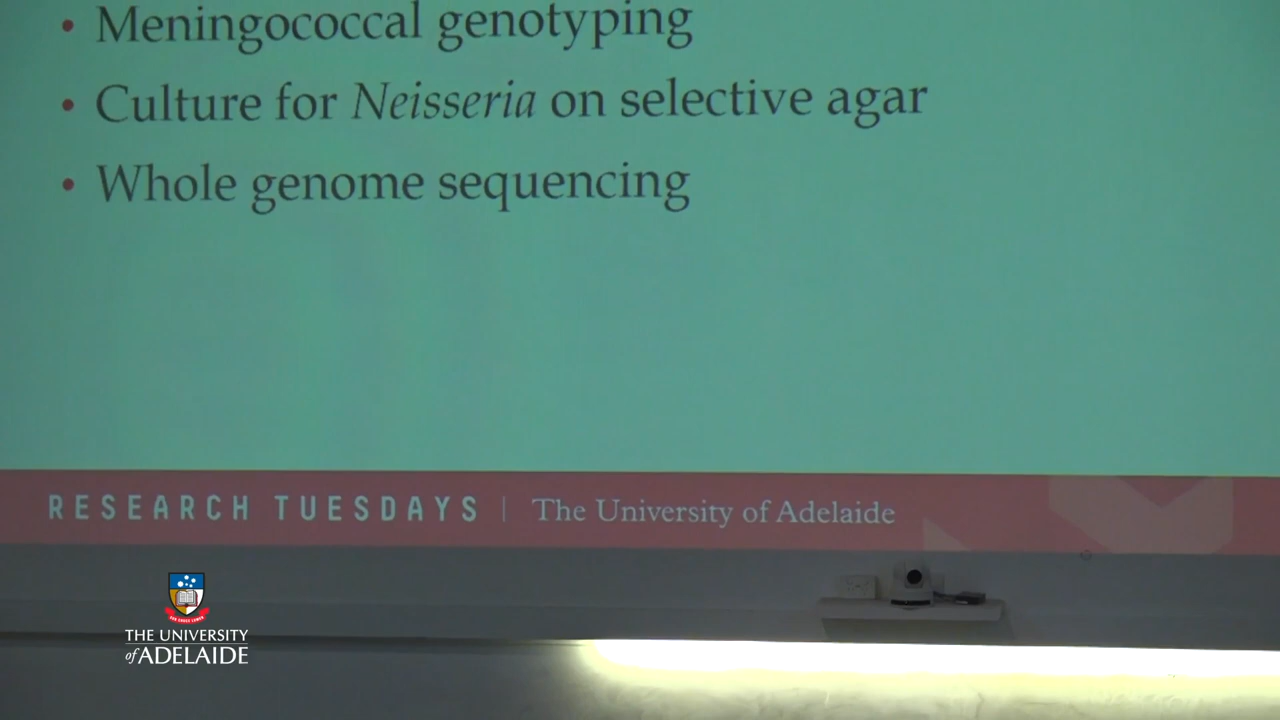 • Meningococcal genotyping
• Culture for Neisseria on selective agar
• Whole genome sequencing
RESEARCH TUESDAYS | The University of Adelaide
THE UNIVERSITY
of ADELAIDE